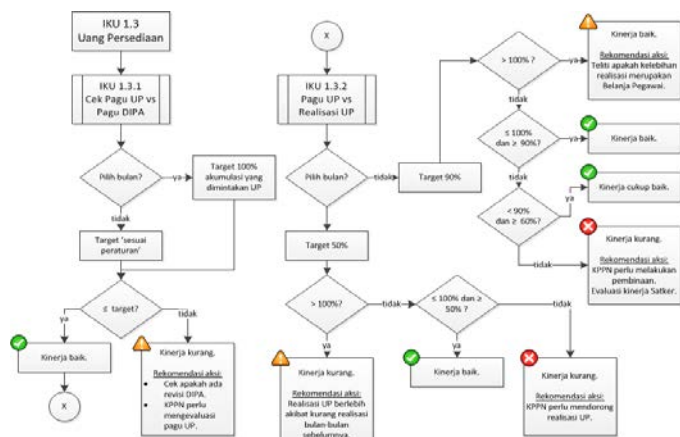 IKU 1.3
Uang Persediaan
IKU 1.3.1
Cek Pagu UP vs
Pagu DIPA
Pilih bulan?
ya
Target 100%
akumulasi yang
dimintakan UP
tidak
Target 'sesuai
peraturan'
≤ target?
ya
tidak
Kinerja baik.
X
Kinerja kurang.
Rekomendasi aksi:
• Cek apakah ada
revisi DIPA.
• KPPN perlu
mengevaluasi
pagu UP.
X
IKU 1.3.2
Pagu UP vs
Realisasi UP
Pilih bulan?
tidak
Target 90%
Target 50%
> 100%?
tidak
≤ 100% dan ≥
50% ?
tidak
ya
ya
Kinerja kurang.
Rekomendasi aksi:
Realisasi UP berlebih
akibat kurang realisasi
bulan-bulan
sebelumnya.
Kinerja baik.
Kinerja kurang.
Rekomendasi aksi:
KPPN perlu mendorong
realisasi UP.
> 100% ?
ya
Kinerja baik.
Rekomendasi aksi:
Teliti apakah kelebihan
realisasi merupakan
Belanja Pegawai.
tidak
≤ 100%
dan ≥ 90%?
ya
Kinerja baik.
tidak
< 90%
dan ≥ 60%?
ya
Kinerja cukup baik.
tidak
Kinerja kurang.
Rekomendasi aksi:
KPPN perlu melakukan
pembinaan.
Evaluasi kinerja Satker.